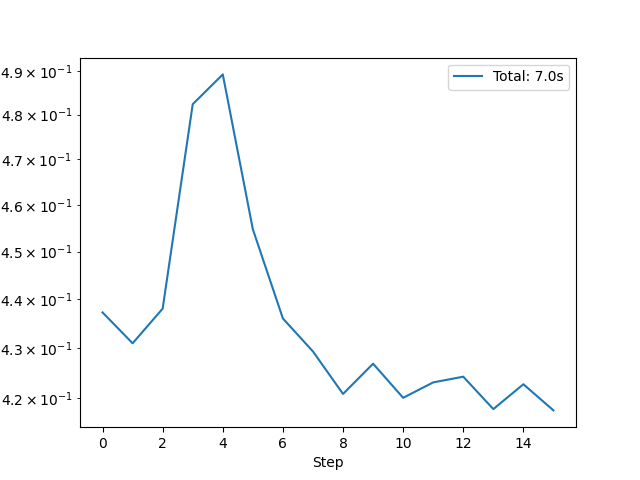 4.9 × 10⁻¹
4.8 × 10⁻¹
4.7 × 10⁻¹
4.6 × 10⁻¹
4.5 × 10⁻¹
4.4 × 10⁻¹
4.3 × 10⁻¹
4.2 × 10⁻¹
Total: 7.0s
0 2 4 6 8 10 12 14
Step